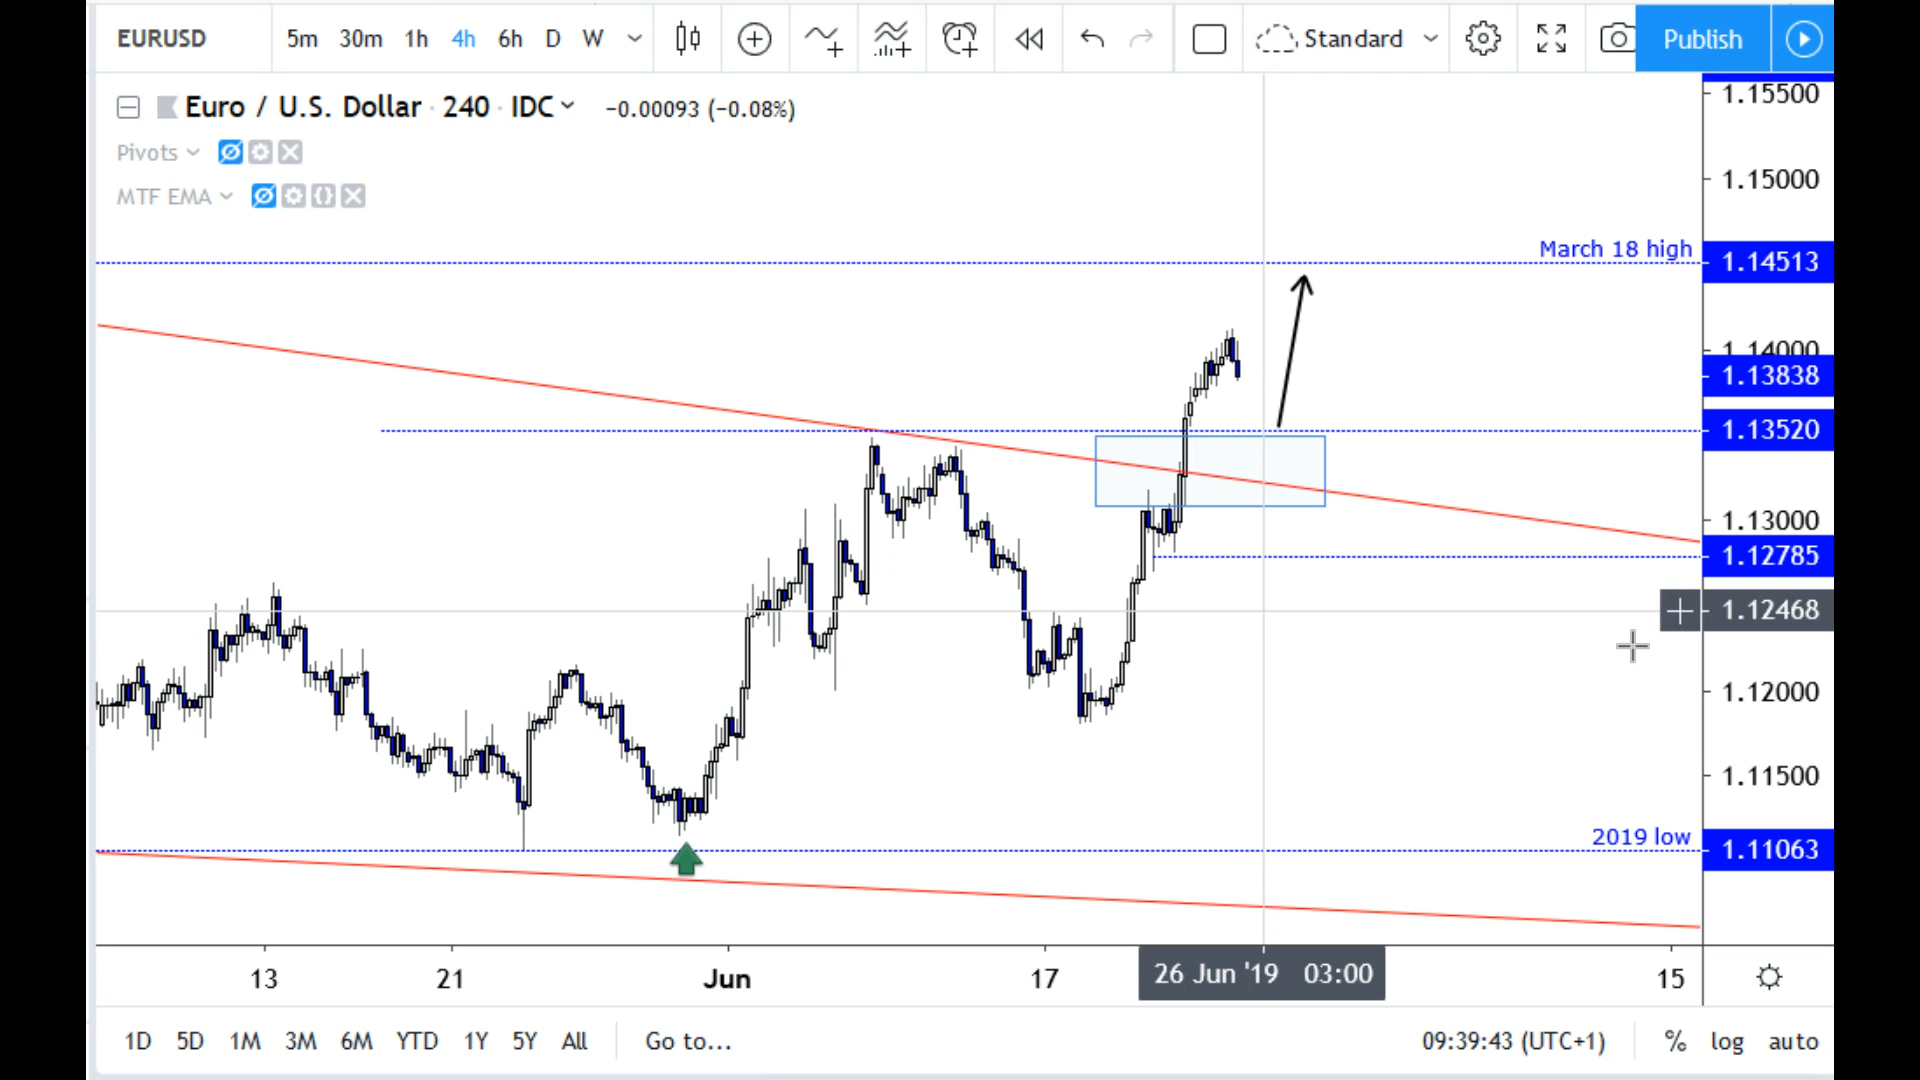 EURUSD 5m 30m 1h 4h 6h D W Standard Publish
Euro / U.S. Dollar · 240 · IDC −0.00093 (−0.08%)
Pivots
MTF EMA
1.15500
1.15000
March 18 high 1.14513
1.14000
1.13838
1.13520
1.13000
1.12785
1.12468
1.12000
1.11500
2019 low 1.11063
13 21 Jun 17 26 Jun '19 03:00 15
1D 5D 1M 3M 6M YTD 1Y 5Y All Go to... 09:39:43 (UTC+1) % log auto